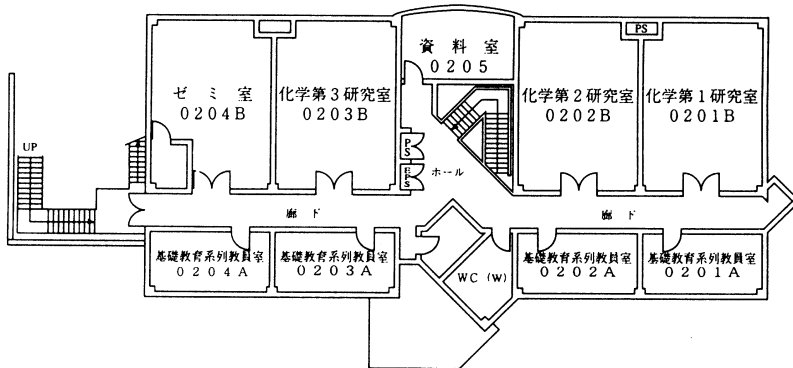 PS
資料室
0205
ゼミ室
0204B
化学第3研究室
0203B
化学第2研究室
0202B
化学第1研究室
0201B
UP
PS
EPS
ホール
廊下
廊下
基礎教育系列教員室
0204A
基礎教育系列教員室
0203A
WC (W)
基礎教育系列教員室
0202A
基礎教育系列教員室
0201A